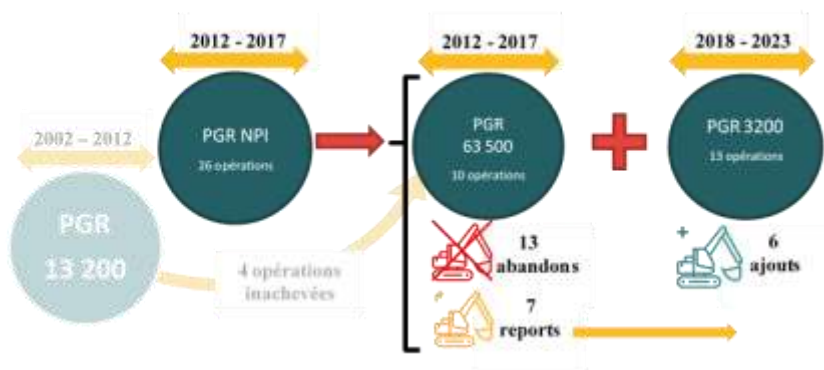 2002 – 2012
PGR
13 200
4 opérations
inachevées
2012 - 2017
PGR NPI
26 opérations
2012 - 2017
PGR
63 500
10 opérations
13
abandons
7
reports
2018 - 2023
PGR 3200
13 opérations
6
ajouts